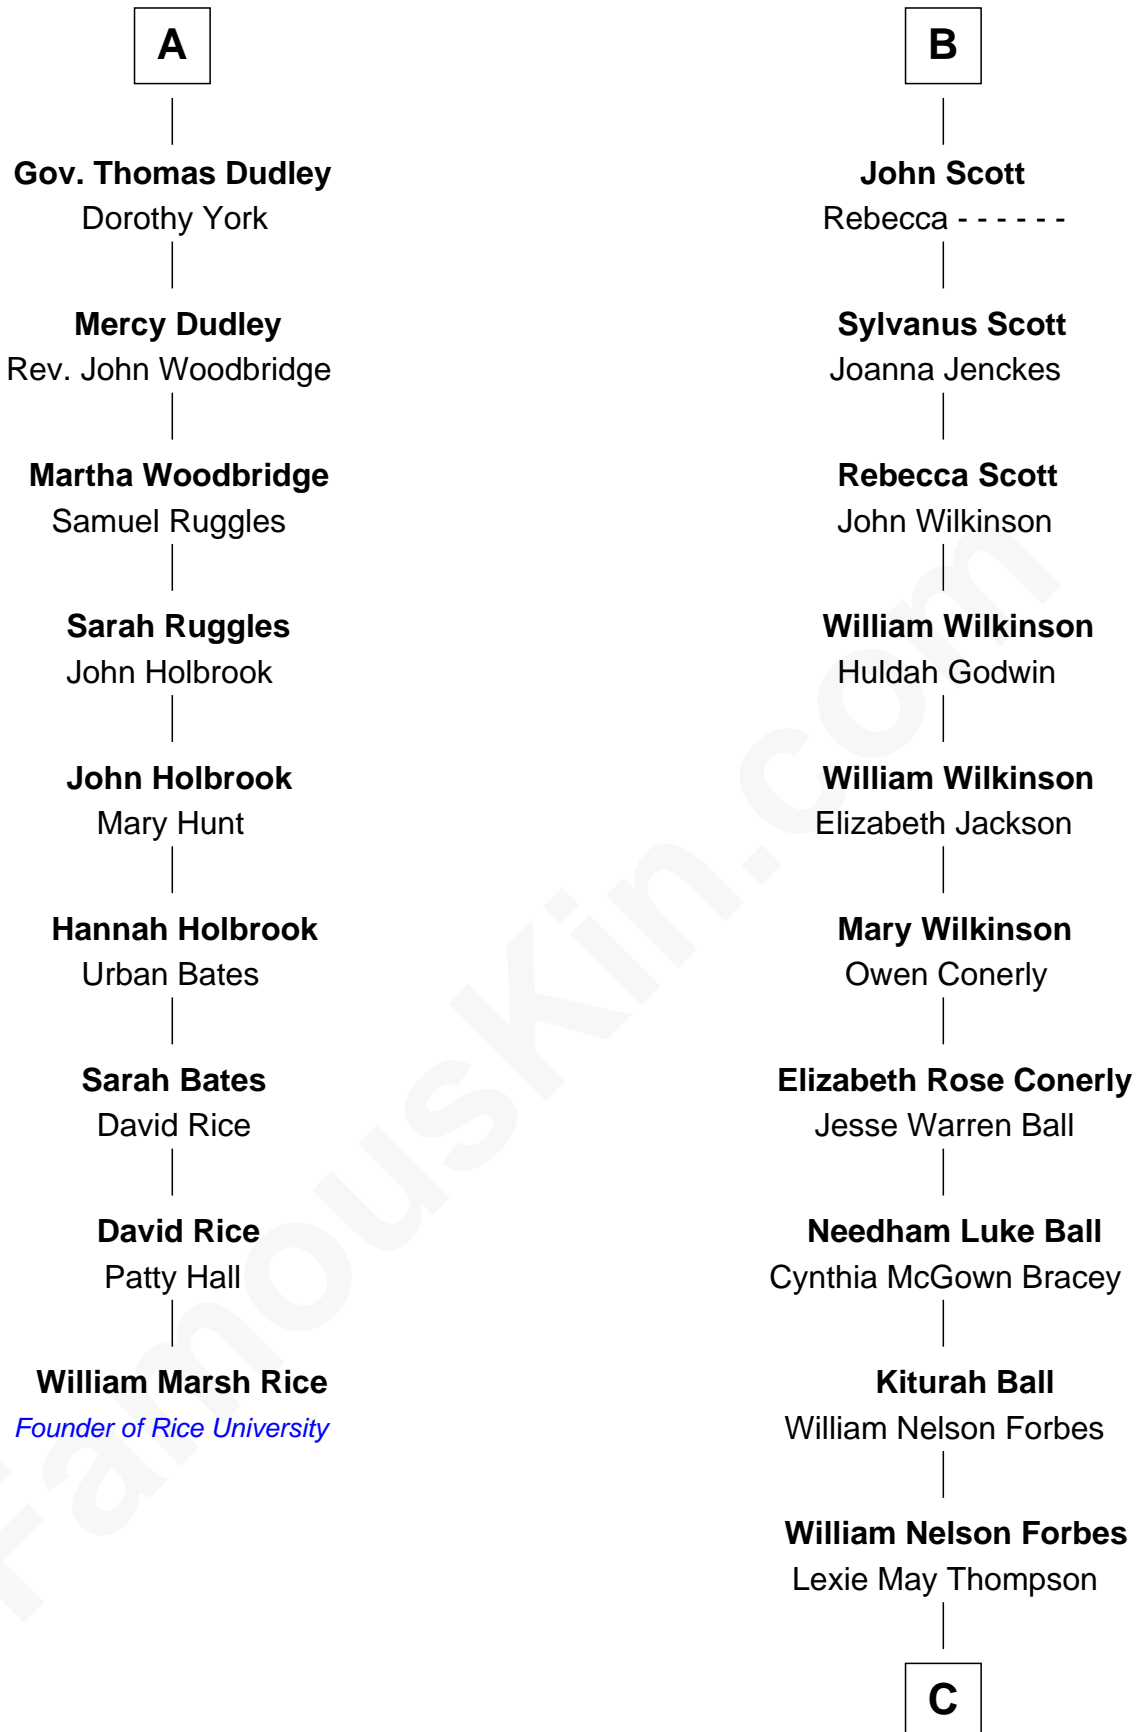 A
Gov. Thomas Dudley
Dorothy York
Mercy Dudley
Rev. John Woodbridge
Martha Woodbridge
Samuel Ruggles
Sarah Ruggles
John Holbrook
John Holbrook
Mary Hunt
Hannah Holbrook
Urban Bates
Sarah Bates
David Rice
David Rice
Patty Hall
William Marsh Rice
Founder of Rice University
B
John Scott
Rebecca - - - - - -
Sylvanus Scott
Joanna Jenckes
Rebecca Scott
John Wilkinson
William Wilkinson
Huldah Godwin
William Wilkinson
Elizabeth Jackson
Mary Wilkinson
Owen Conerly
Elizabeth Rose Conerly
Jesse Warren Ball
Needham Luke Ball
Cynthia McGown Bracey
Kiturah Ball
William Nelson Forbes
William Nelson Forbes
Lexie May Thompson
C
FamousKin.com